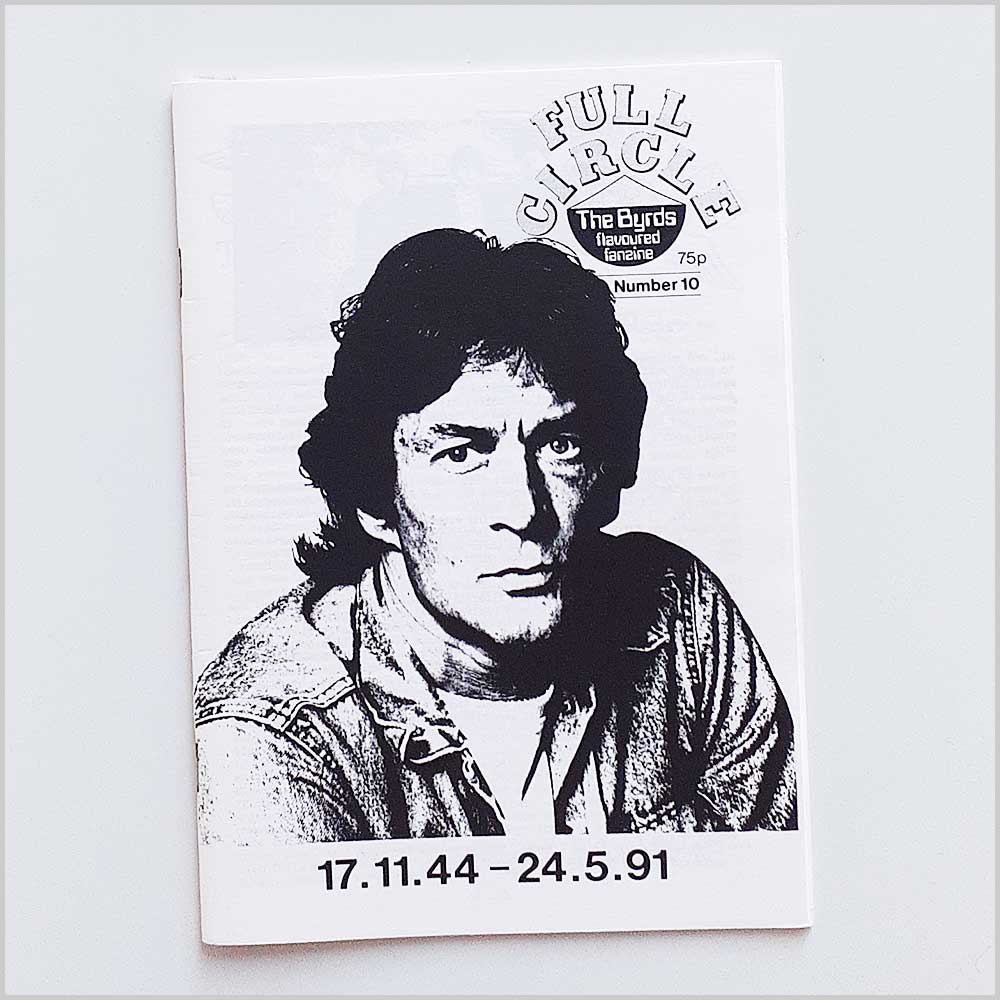 FULL
CIRCLE
The Byrds
flavoured
fanzine
75p
Number 10
17.11.44 – 24.5.91